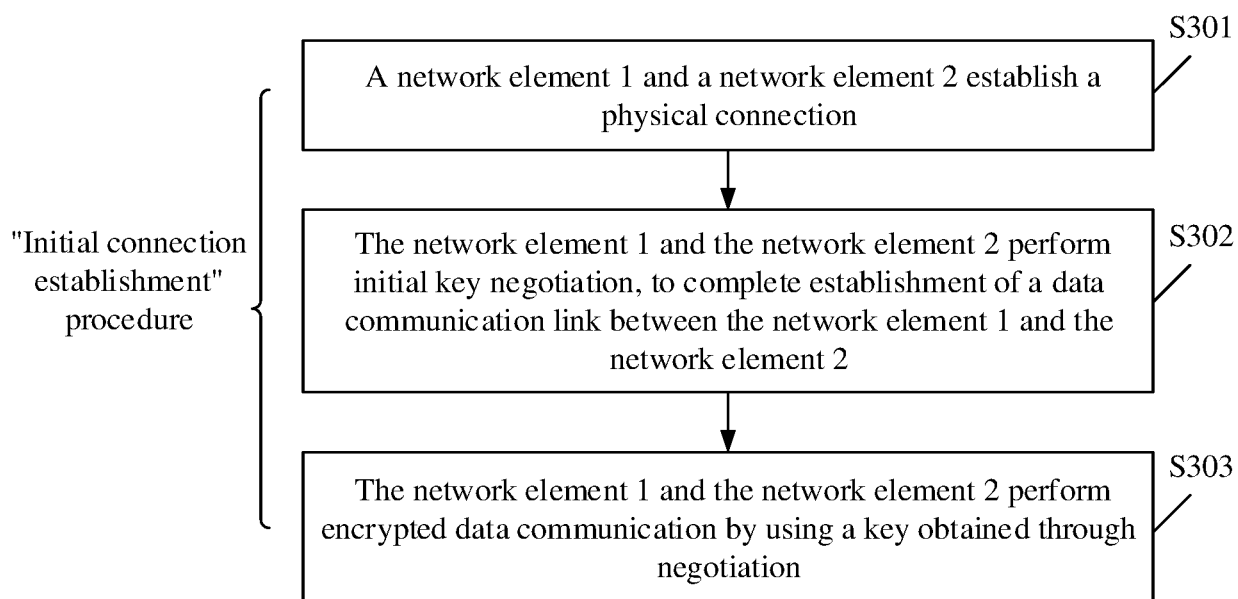 S301
A network element 1 and a network element 2 establish a
physical connection
"Initial connection
establishment"
procedure
S302
The network element 1 and the network element 2 perform
initial key negotiation, to complete establishment of a data
communication link between the network element 1 and the
network element 2
S303
The network element 1 and the network element 2 perform
encrypted data communication by using a key obtained through
negotiation